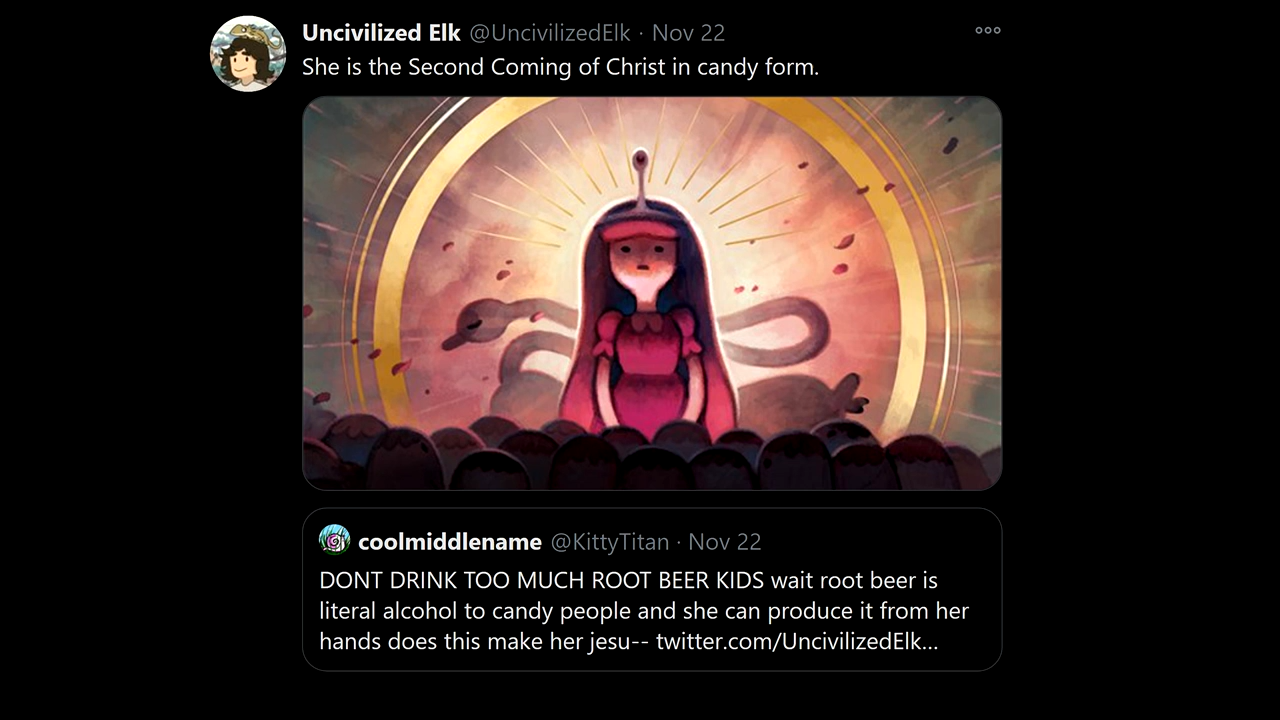 Uncivilized Elk @UncivilizedElk · Nov 22
She is the Second Coming of Christ in candy form.
coolmiddlename @KittyTitan · Nov 22
DONT DRINK TOO MUCH ROOT BEER KIDS wait root beer is
literal alcohol to candy people and she can produce it from her
hands does this make her jesu-- twitter.com/UncivilizedElk...